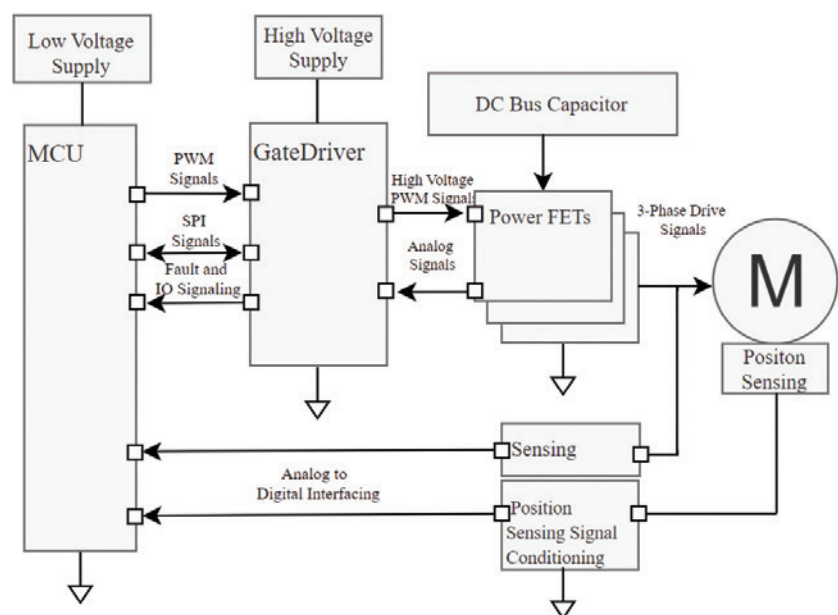 Low Voltage
Supply
High Voltage
Supply
DC Bus Capacitor
MCU
PWM
Signals
SPI
Signals
Fault and
IO Signaling
GateDriver
High Voltage
PWM Signals
Analog
Signals
Power FETs
3-Phase Drive
Signals
M
Positon
Sensing
Sensing
Analog to
Digital Interfacing
Position
Sensing Signal
Conditioning